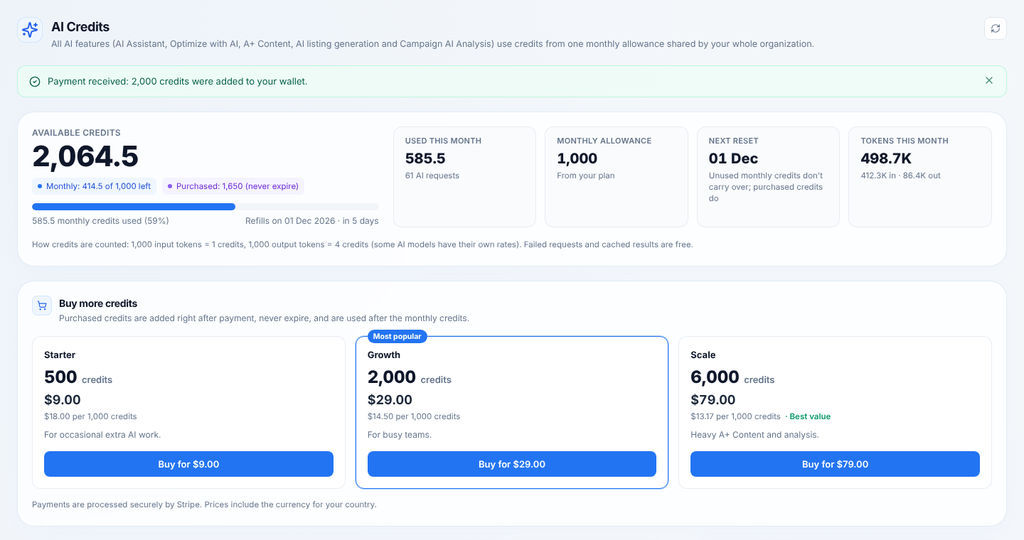 AI Credits
All AI features (AI Assistant, Optimize with AI, A+ Content, AI listing generation and Campaign AI Analysis) use credits from one monthly allowance shared by your whole organization.
Payment received: 2,000 credits were added to your wallet.
AVAILABLE CREDITS
2,064.5
Monthly: 414.5 of 1,000 left
Purchased: 1,650 (never expire)
585.5 monthly credits used (59%)
Refills on 01 Dec 2026 · in 5 days
USED THIS MONTH
585.5
61 AI requests
MONTHLY ALLOWANCE
1,000
From your plan
NEXT RESET
01 Dec
Unused monthly credits don't
carry over; purchased credits
do
TOKENS THIS MONTH
498.7K
412.3K in · 86.4K out
How credits are counted: 1,000 input tokens = 1 credits, 1,000 output tokens = 4 credits (some AI models have their own rates). Failed requests and cached results are free.
Buy more credits
Purchased credits are added right after payment, never expire, and are used after the monthly credits.
Starter
500 credits
$9.00
$18.00 per 1,000 credits
For occasional extra AI work.
Buy for $9.00
Most popular
Growth
2,000 credits
$29.00
$14.50 per 1,000 credits
For busy teams.
Buy for $29.00
Scale
6,000 credits
$79.00
$13.17 per 1,000 credits · Best value
Heavy A+ Content and analysis.
Buy for $79.00
Payments are processed securely by Stripe. Prices include the currency for your country.